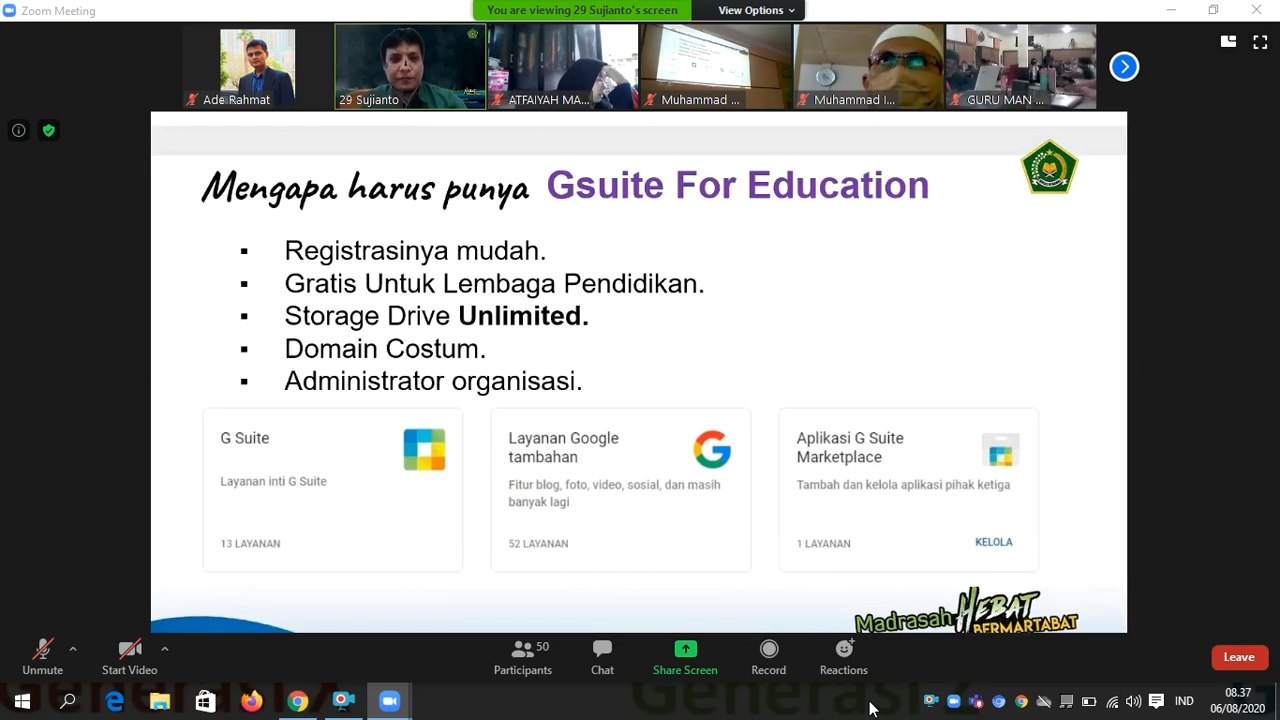 Zoom Meeting
You are viewing 29 Sujianto's screen
View Options
Ade Rahmat
29 Sujianto
ATFAIYAH MA...
Muhammad ...
Muhammad I...
GURU MAN ...
Mengapa harus punya Gsuite For Education
▪ Registrasinya mudah.
▪ Gratis Untuk Lembaga Pendidikan.
▪ Storage Drive Unlimited.
▪ Domain Costum.
▪ Administrator organisasi.
G Suite
Layanan inti G Suite
13 LAYANAN
Layanan Google
tambahan
Fitur blog, foto, video, sosial, dan masih
banyak lagi
52 LAYANAN
Aplikasi G Suite
Marketplace
Tambah dan kelola aplikasi pihak ketiga
1 LAYANAN KELOLA
Madrasah HEBAT
BERMARTABAT
Unmute
Start Video
Participants 50
Chat
Share Screen
Record
Reactions
Leave
IND
08.37
06/08/2020